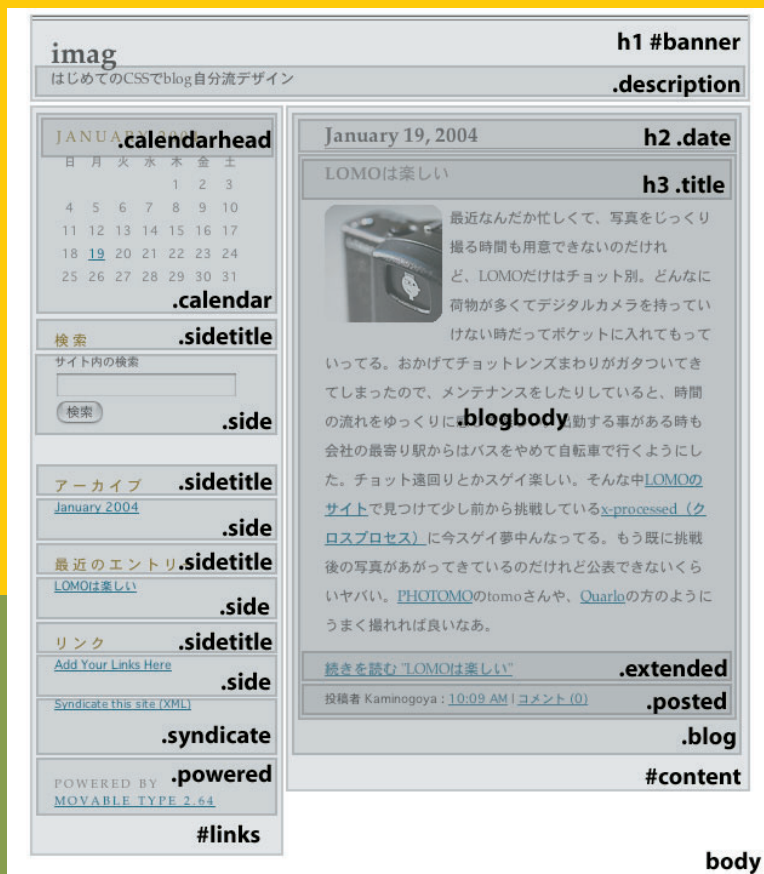 imag
h1 #banner
はじめてのCSSでblog自分流デザイン
.description
JANUARY 2004
.calendarhead
日 月 火 水 木 金 土
1 2 3
4 5 6 7 8 9 10
11 12 13 14 15 16 17
18 19 20 21 22 23 24
25 26 27 28 29 30 31
.calendar
検索
.sidetitle
サイト内の検索
検索
.side
アーカイブ
.sidetitle
January 2004
.side
最近のエントリ
.sidetitle
LOMOは楽しい
.side
リンク
.sidetitle
Add Your Links Here
.side
Syndicate this site (XML)
.syndicate
.powered
POWERED BY
MOVABLE TYPE 2.64
#links
January 19, 2004
h2 .date
LOMOは楽しい
h3 .title
最近なんだか忙しくて、写真をじっくり
撮る時間も用意できないのだけれ
ど、LOMOだけはチョット別。どんなに
荷物が多くてデジタルカメラを持ってい
けない時だってポケットに入れてもって
いってる。おかげてチョットレンズまわりがガタついてき
てしまったので、メンテナンスをしたりしていると、時間
の流れをゆっくりに
.blogbody
出勤する事がある時も
会社の最寄り駅からはバスをやめて自転車で行くようにし
た。チョット遠回りとかスゲイ楽しい。そんな中LOMOの
サイトで見つけて少し前から挑戦しているx-processed（ク
ロスプロセス）に今スゲイ夢中んなってる。もう既に挑戦
後の写真があがってきているのだけれど公表できないくら
いヤバい。PHOTOMOのtomoさんや、Quarloの方のように
うまく撮れれば良いなあ。
続きを読む "LOMOは楽しい"
.extended
投稿者 Kaminogoya : 10:09 AM | コメント (0)
.posted
.blog
#content
body